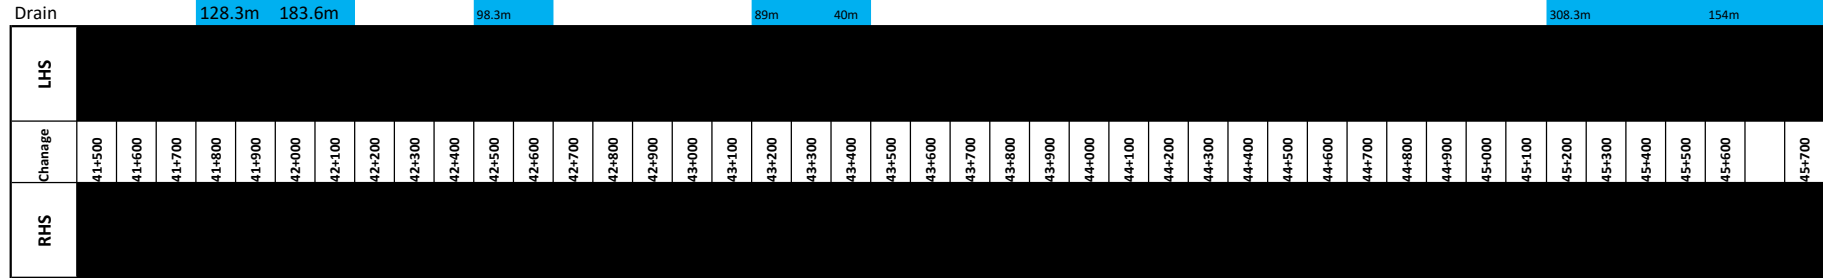 Drain 128.3m 183.6m 98.3m 89m 40m 308.3m 154m
LHS
Chanage 41+500 41+600 41+700 41+800 41+900 42+000 42+100 42+200 42+300 42+400 42+500 42+600 42+700 42+800 42+900 43+000 43+100 43+200 43+300 43+400 43+500 43+600 43+700 43+800 43+900 44+000 44+100 44+200 44+300 44+400 44+500 44+600 44+700 44+800 44+900 45+000 45+100 45+200 45+300 45+400 45+500 45+600 45+700
RHS